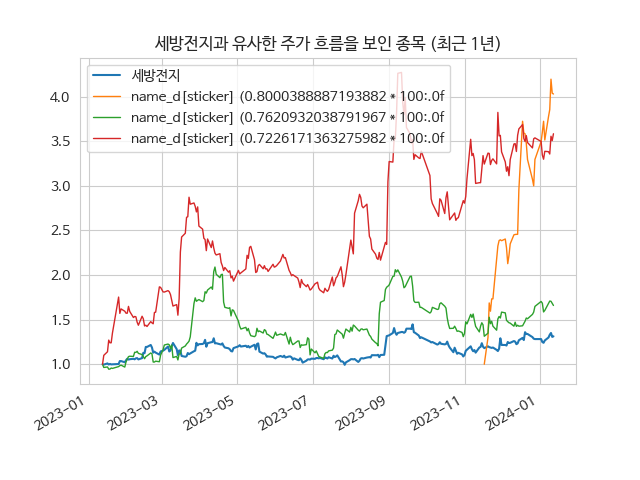 세방전지과 유사한 주가 흐름을 보인 종목 (최근 1년)
세방전지
name_d[sticker] (0.8000388887193882 * 100:.0f
name_d[sticker] (0.7620932038791967 * 100:.0f
name_d[sticker] (0.7226171363275982 * 100:.0f
4.0
3.5
3.0
2.5
2.0
1.5
1.0
2023-01
2023-03
2023-05
2023-07
2023-09
2023-11
2024-01